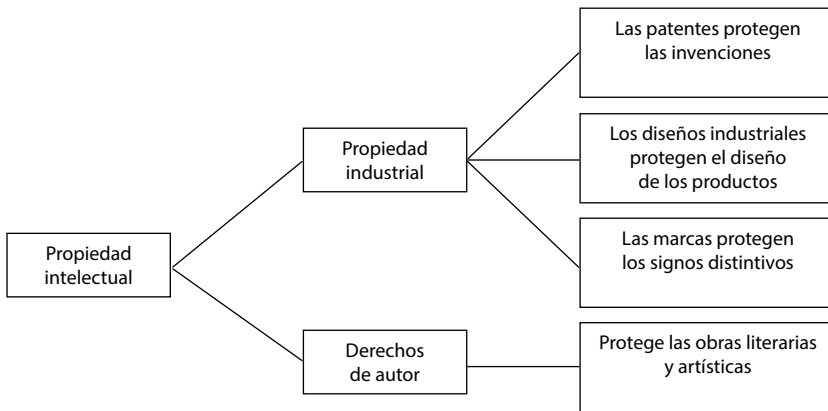 Propiedad
intelectual
Propiedad
industrial
Las patentes protegen
las invenciones
Los diseños industriales
protegen el diseño
de los productos
Las marcas protegen
los signos distintivos
Derechos
de autor
Protege las obras literarias
y artísticas